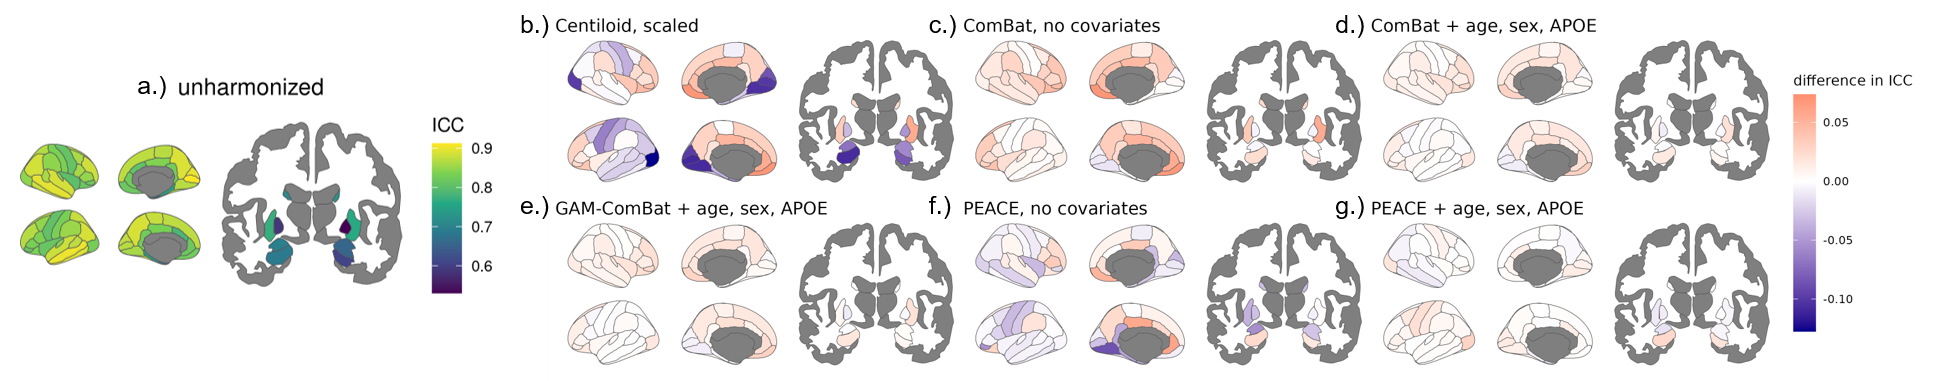 a.) unharmonized
ICC
0.9
0.8
0.7
0.6
b.) Centiloid, scaled
c.) ComBat, no covariates
d.) ComBat + age, sex, APOE
e.) GAM-ComBat + age, sex, APOE
f.) PEACE, no covariates
g.) PEACE + age, sex, APOE
difference in ICC
0.05
0.00
-0.05
-0.10